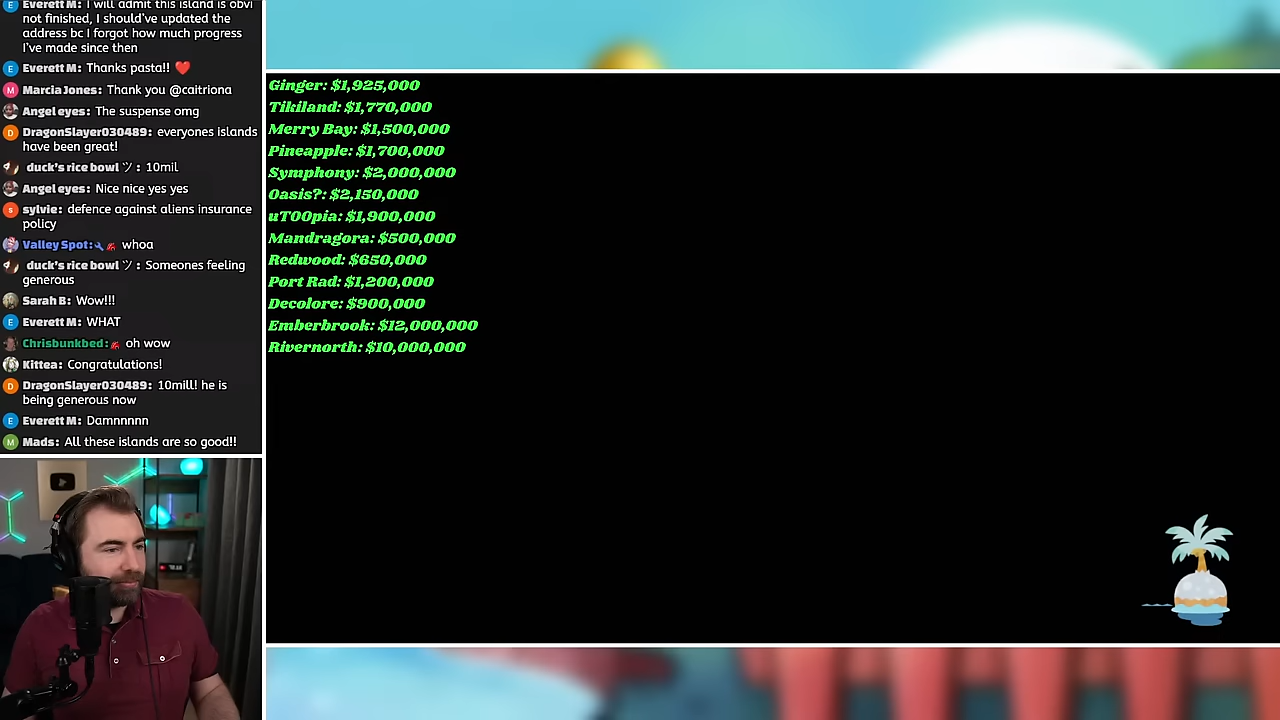 Everett M: I will admit this island is obvi
not finished, I should've updated the
address bc I forgot how much progress
I've made since then
E Everett M: Thanks pasta!! ❤️
M Marcia Jones: Thank you @caitriona
Angel eyes: The suspense omg
D DragonSlayer030489: everyones islands
have been great!
duck's rice bowl ツ: 10mil
Angel eyes: Nice nice yes yes
s sylvie: defence against aliens insurance
policy
Valley Spot: whoa
duck's rice bowl ツ: Someones feeling
generous
Sarah B: Wow!!!
E Everett M: WHAT
Chrisbunkbed: oh wow
Kittea: Congratulations!
D DragonSlayer030489: 10mill! he is
being generous now
E Everett M: Damnnnnn
M Mads: All these islands are so good!!
Ginger: $1,925,000
Tikiland: $1,770,000
Merry Bay: $1,500,000
Pineapple: $1,700,000
Symphony: $2,000,000
Oasis?: $2,150,000
uTOOpia: $1,900,000
Mandragora: $500,000
Redwood: $650,000
Port Rad: $1,200,000
Decolore: $900,000
Emberbrook: $12,000,000
Rivernorth: $10,000,000